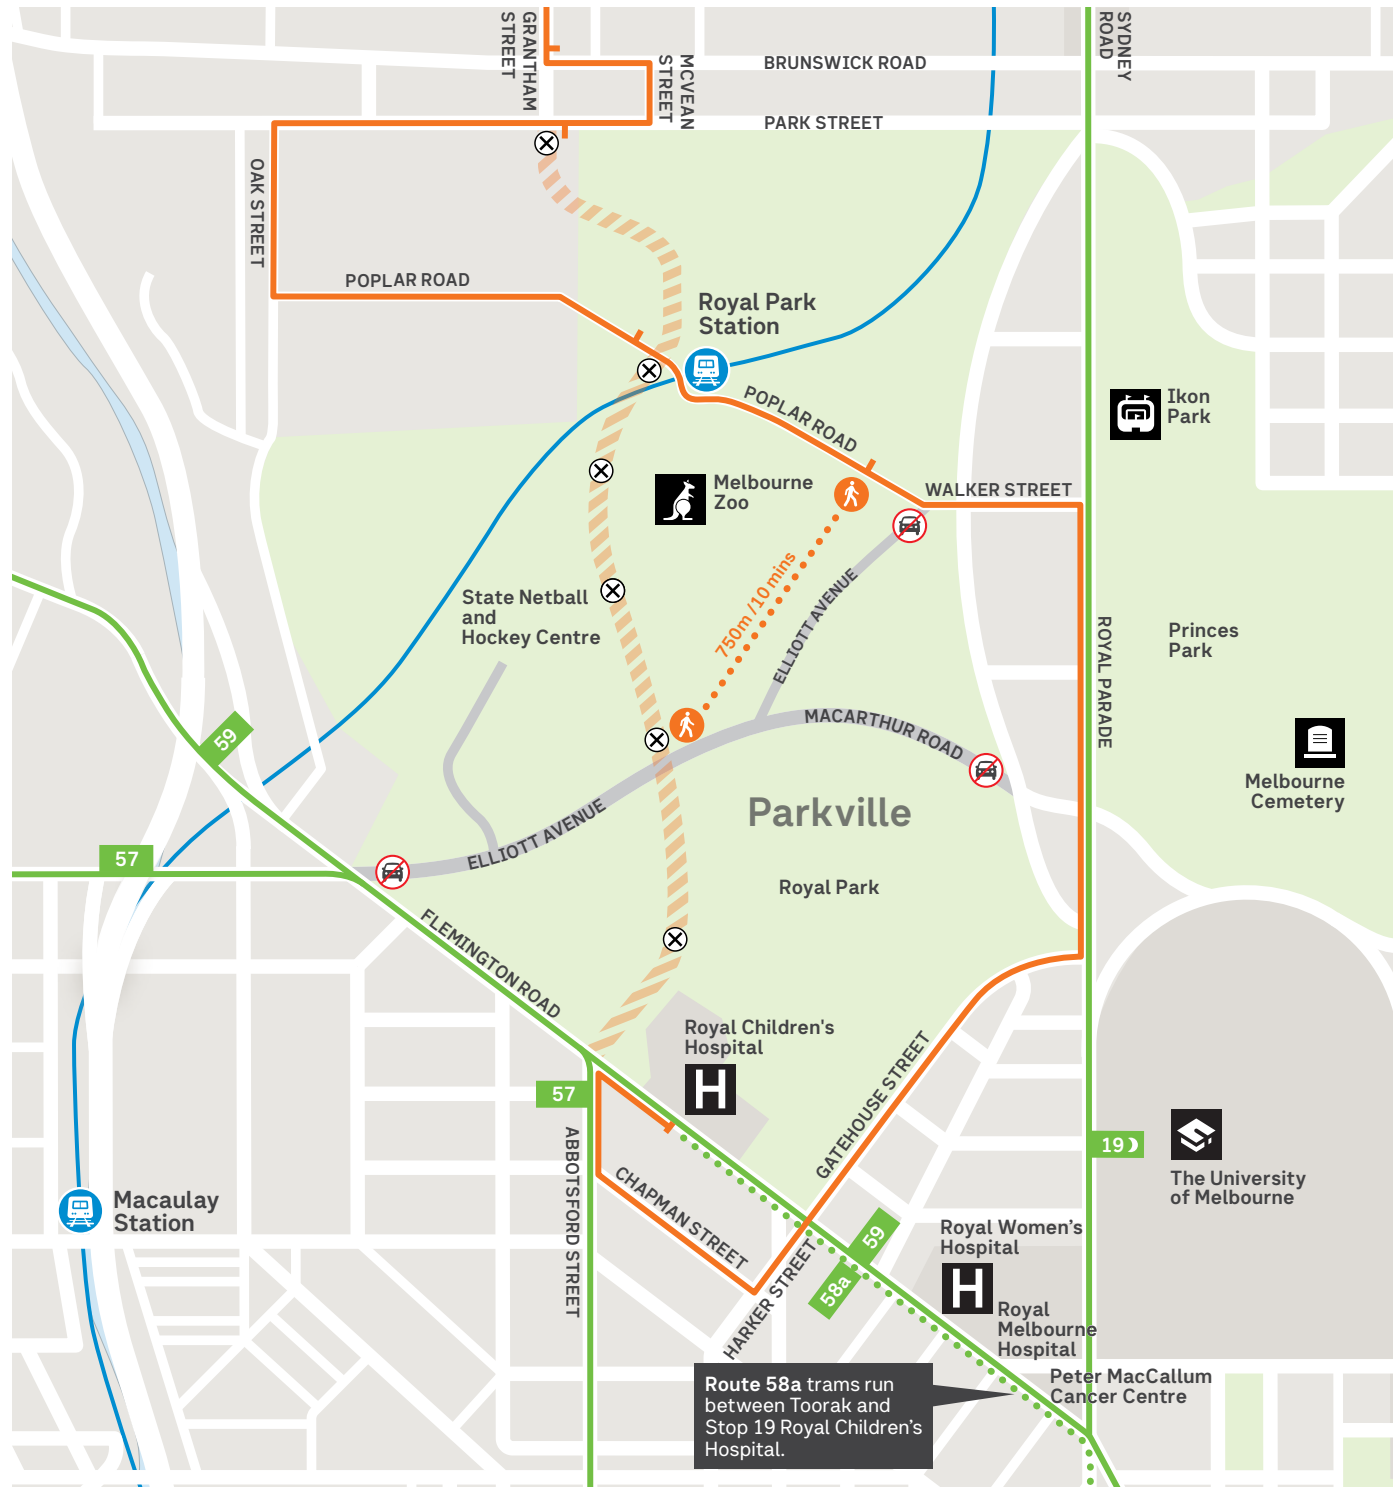 GRANTHAM
STREET
SYDNEY
ROAD
MCVEAN
STREET
BRUNSWICK ROAD
PARK STREET
OAK STREET
POPLAR ROAD
Royal Park
Station
POPLAR ROAD
Ikon
Park
Melbourne
Zoo
WALKER STREET
750m /10 mins
ELLIOTT AVENUE
State Netball
and
Hockey Centre
ROYAL PARADE
Princes
Park
MACARTHUR ROAD
59
Melbourne
Cemetery
Parkville
ELLIOTT AVENUE
57
Royal Park
FLEMINGTON ROAD
Royal Children's
Hospital
H
GATEHOUSE STREET
57
ABBOTSFORD STREET
19
CHAPMAN STREET
The University
of Melbourne
Macaulay
Station
59
58a
HARKER STREET
Royal Women's
Hospital
H
Royal
Melbourne
Hospital
Peter MacCallum
Cancer Centre
Route 58a trams run
between Toorak and
Stop 19 Royal Children's
Hospital.